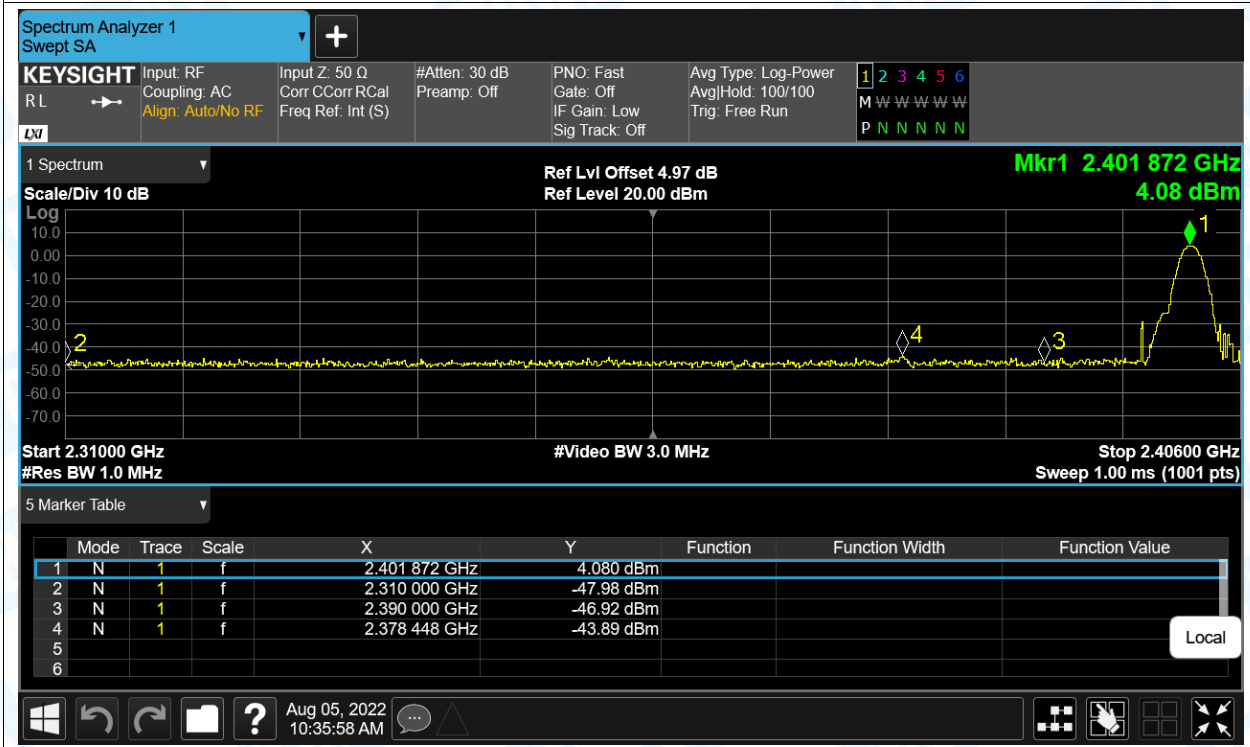 Spectrum Analyzer 1
Swept SA
KEYSIGHT
RL
LXI
Input: RF
Coupling: AC
Align: Auto/No RF
Input Z: 50 Ω
Corr CCorr RCal
Freq Ref: Int (S)
#Atten: 30 dB
Preamp: Off
PNO: Fast
Gate: Off
IF Gain: Low
Sig Track: Off
Avg Type: Log-Power
Avg|Hold: 100/100
Trig: Free Run
1 2 3 4 5 6
M W W W W W
P N N N N N
1 Spectrum
Scale/Div 10 dB
Ref Lvl Offset 4.97 dB
Ref Level 20.00 dBm
Mkr1 2.401 872 GHz
4.08 dBm
Log
10.0
0.00
-10.0
-20.0
-30.0
-40.0
-50.0
-60.0
-70.0
1
2
4
3
Start 2.31000 GHz
#Video BW 3.0 MHz
Stop 2.40600 GHz
#Res BW 1.0 MHz
Sweep 1.00 ms (1001 pts)
5 Marker Table
Mode Trace Scale X Y Function Function Width Function Value
1 N 1 f 2.401 872 GHz 4.080 dBm
2 N 1 f 2.310 000 GHz -47.98 dBm
3 N 1 f 2.390 000 GHz -46.92 dBm
4 N 1 f 2.378 448 GHz -43.89 dBm
5
6
Local
?
Aug 05, 2022
10:35:58 AM